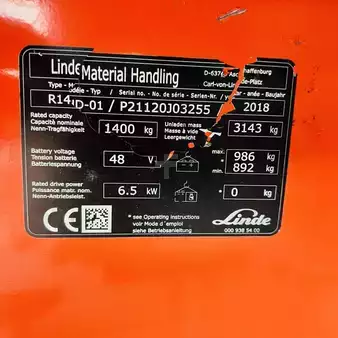 Linde Material Handling
D-6376 Aschaffenburg
Carl-von-Linde-Platz
Type - Mo dèle - Typ / Serial no. - No de série - Serien-Nr. / year - année - Baujahr
R14 D-01 / P21120J03255 2018
Rated capacity
Capacité nominale
Nenn-Tragfähigkeit
1400 kg
Unladen mass
Masse à vide
Leergewicht
3143 kg
Battery voltage
Tension batterie
Batteriespannung
48 V
max. 986 kg
min. 892 kg
Rated drive power
Puissance mot. nom.
Nenn-Antriebsleist.
6.5 kW
* 0 kg
CE
* see Operating instructions
voir Mode d'emploi
siehe Betriebsanleitung
Linde
000 938 54 02